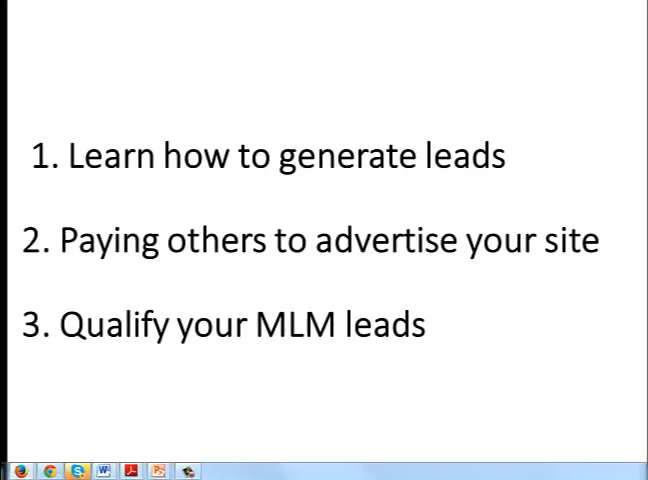 1. Learn how to generate leads
2. Paying others to advertise your site
3. Qualify your MLM leads